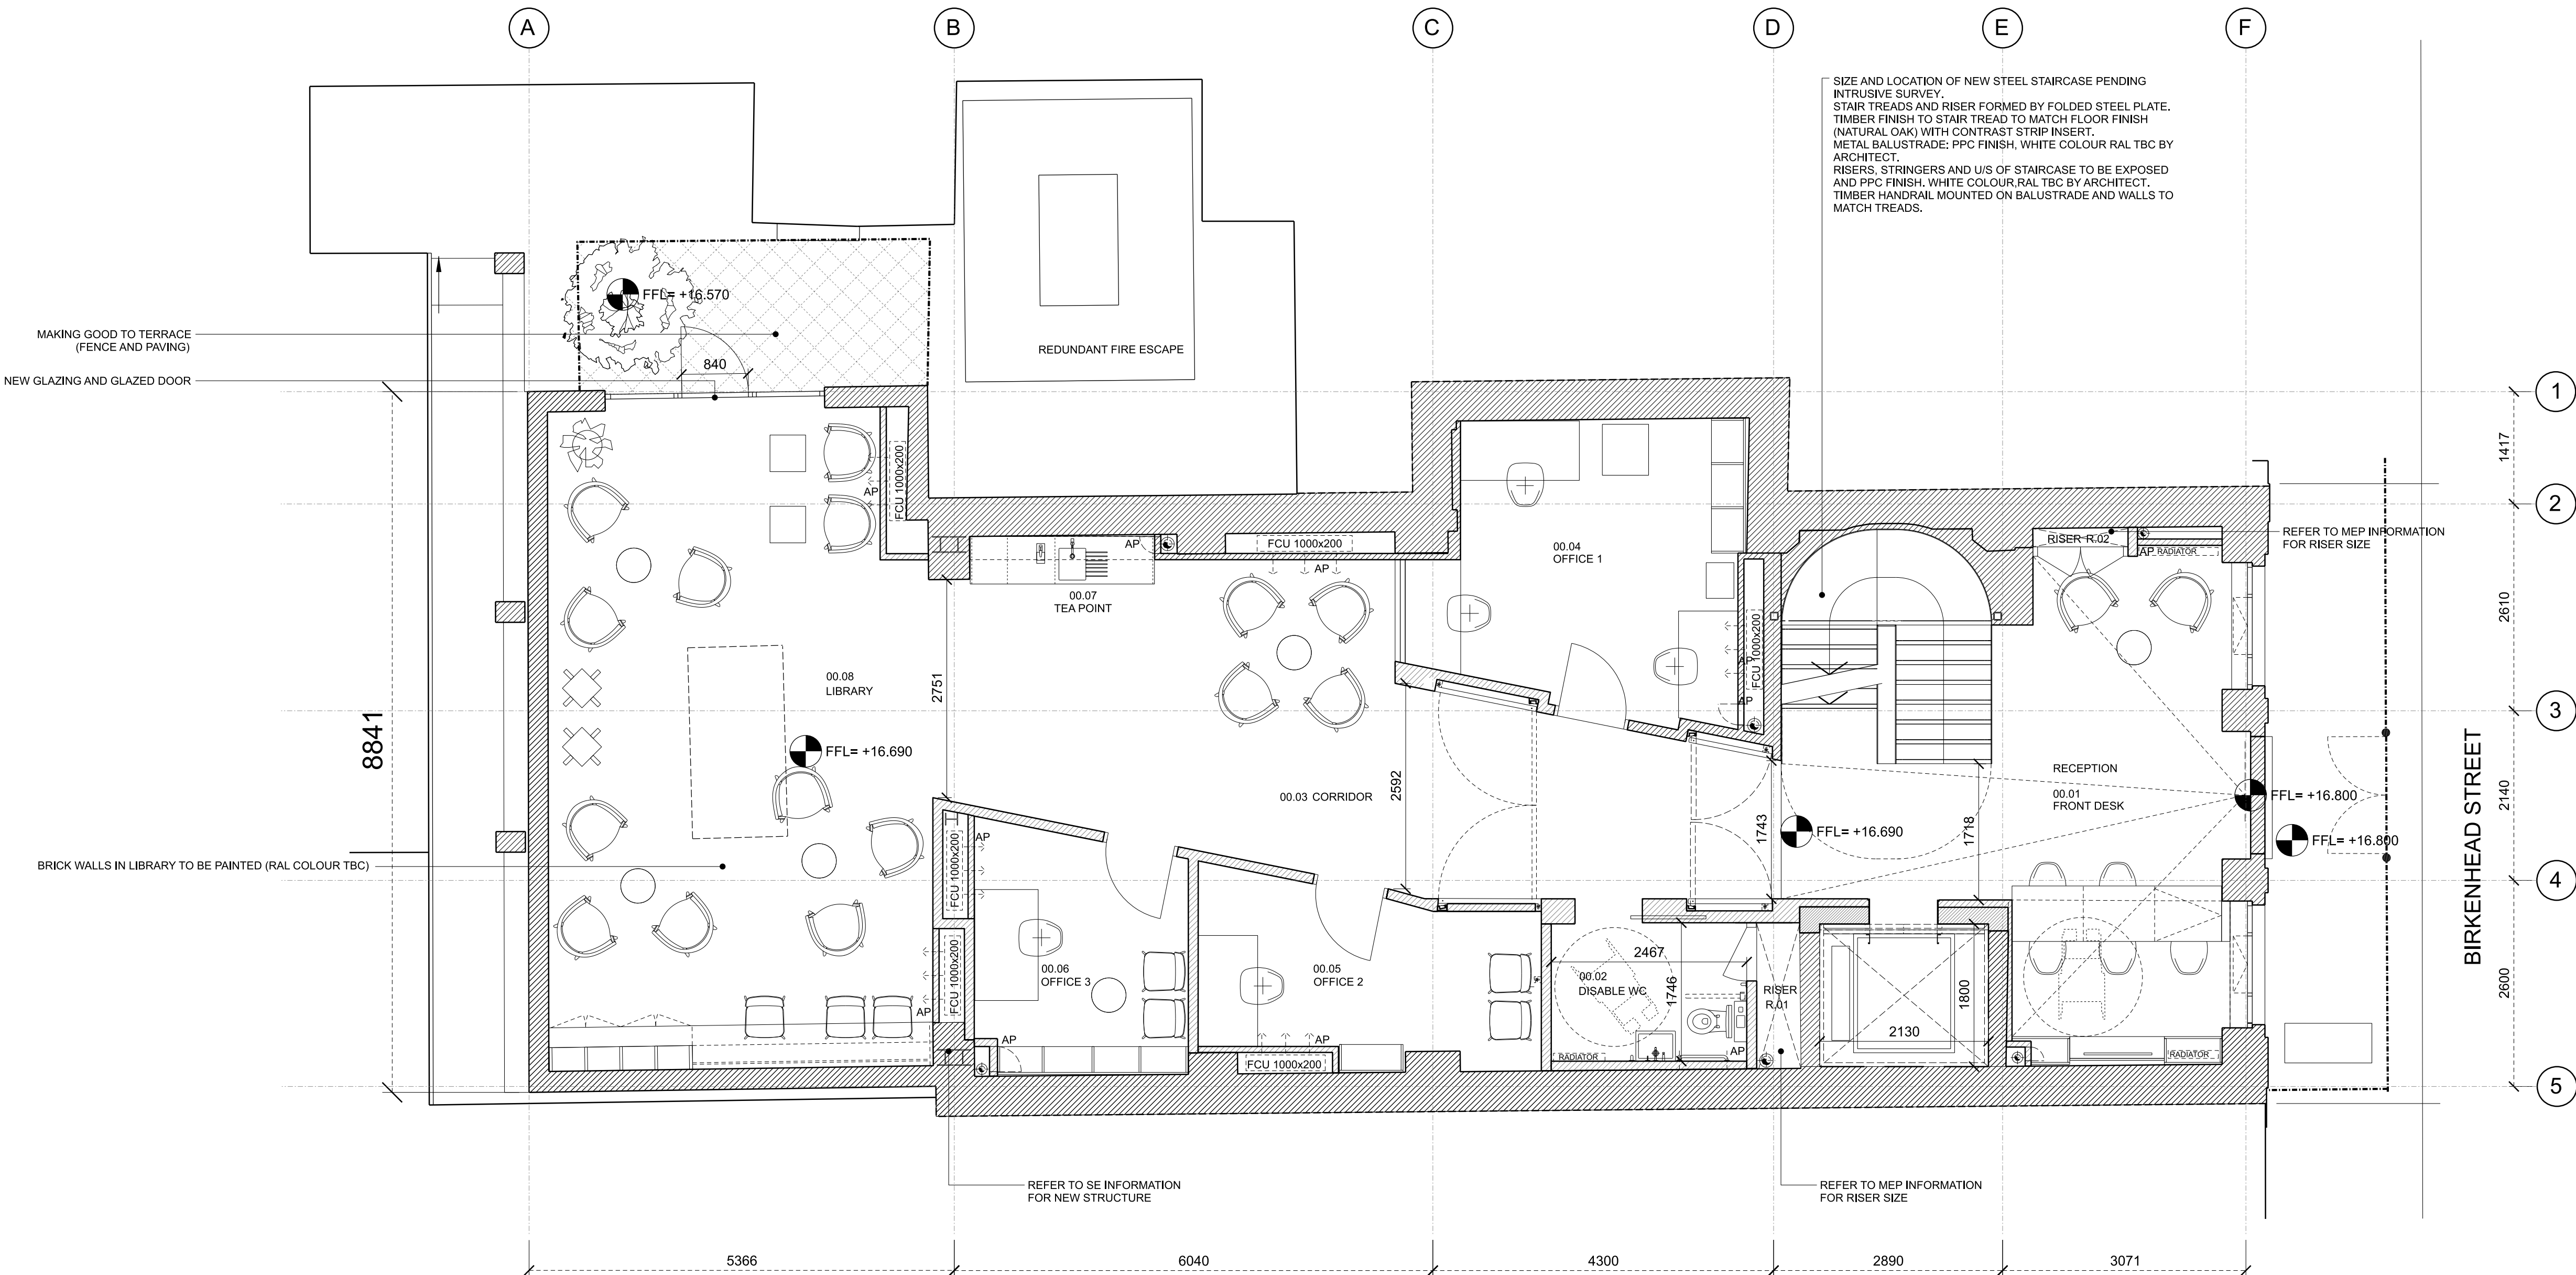 A
B
C
D
E
F
SIZE AND LOCATION OF NEW STEEL STAIRCASE PENDING
INTRUSIVE SURVEY.
STAIR TREADS AND RISER FORMED BY FOLDED STEEL PLATE.
TIMBER FINISH TO STAIR TREAD TO MATCH FLOOR FINISH
(NATURAL OAK) WITH CONTRAST STRIP INSERT.
METAL BALUSTRADE: PPC FINISH, WHITE COLOUR RAL TBC BY
ARCHITECT.
RISERS, STRINGERS AND U/S OF STAIRCASE TO BE EXPOSED
AND PPC FINISH. WHITE COLOUR,RAL TBC BY ARCHITECT.
TIMBER HANDRAIL MOUNTED ON BALUSTRADE AND WALLS TO
MATCH TREADS.
FFL= +16.570
MAKING GOOD TO TERRACE
(FENCE AND PAVING)
REDUNDANT FIRE ESCAPE
840
NEW GLAZING AND GLAZED DOOR
1
1417
FCU 1000x200
AP
2
REFER TO MEP INFORMATION
FOR RISER SIZE
RISER R.02
AP
RADIATOR
AP
FCU 1000x200
AP
00.04
OFFICE 1
00.07
TEA POINT
2610
FCU 1000x200
AP
AP
00.08
LIBRARY
2751
3
8841
FFL= +16.690
2592
00.03 CORRIDOR
1743
FFL= +16.690
1718
RECEPTION
00.01
FRONT DESK
FFL= +16.800
FFL= +16.800
2140
BIRKENHEAD STREET
BRICK WALLS IN LIBRARY TO BE PAINTED (RAL COLOUR TBC)
4
FCU 1000x200
AP
FCU 1000x200
AP
00.06
OFFICE 3
AP
00.05
OFFICE 2
AP
FCU 1000x200
2467
00.02
DISABLE WC
1746
RADIATOR
AP
RISER
R.01
1800
2130
RADIATOR
2600
5
REFER TO SE INFORMATION
FOR NEW STRUCTURE
REFER TO MEP INFORMATION
FOR RISER SIZE
5366
6040
4300
2890
3071